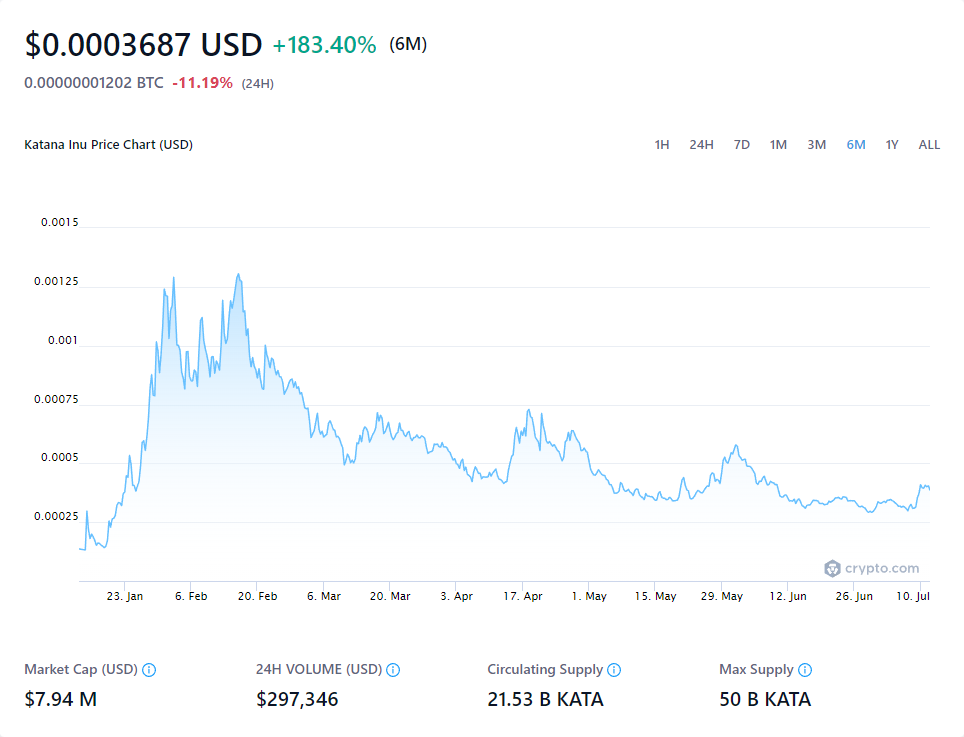 $0.0003687 USD +183.40% (6M)
0.00000001202 BTC -11.19% (24H)
Katana Inu Price Chart (USD) 1H 24H 7D 1M 3M 6M 1Y ALL
0.0015
0.00125
0.001
0.00075
0.0005
0.00025
crypto.com
23. Jan 6. Feb 20. Feb 6. Mar 20. Mar 3. Apr 17. Apr 1. May 15. May 29. May 12. Jun 26. Jun 10. Jul
Market Cap (USD) 24H VOLUME (USD) Circulating Supply Max Supply
$7.94 M $297,346 21.53 B KATA 50 B KATA